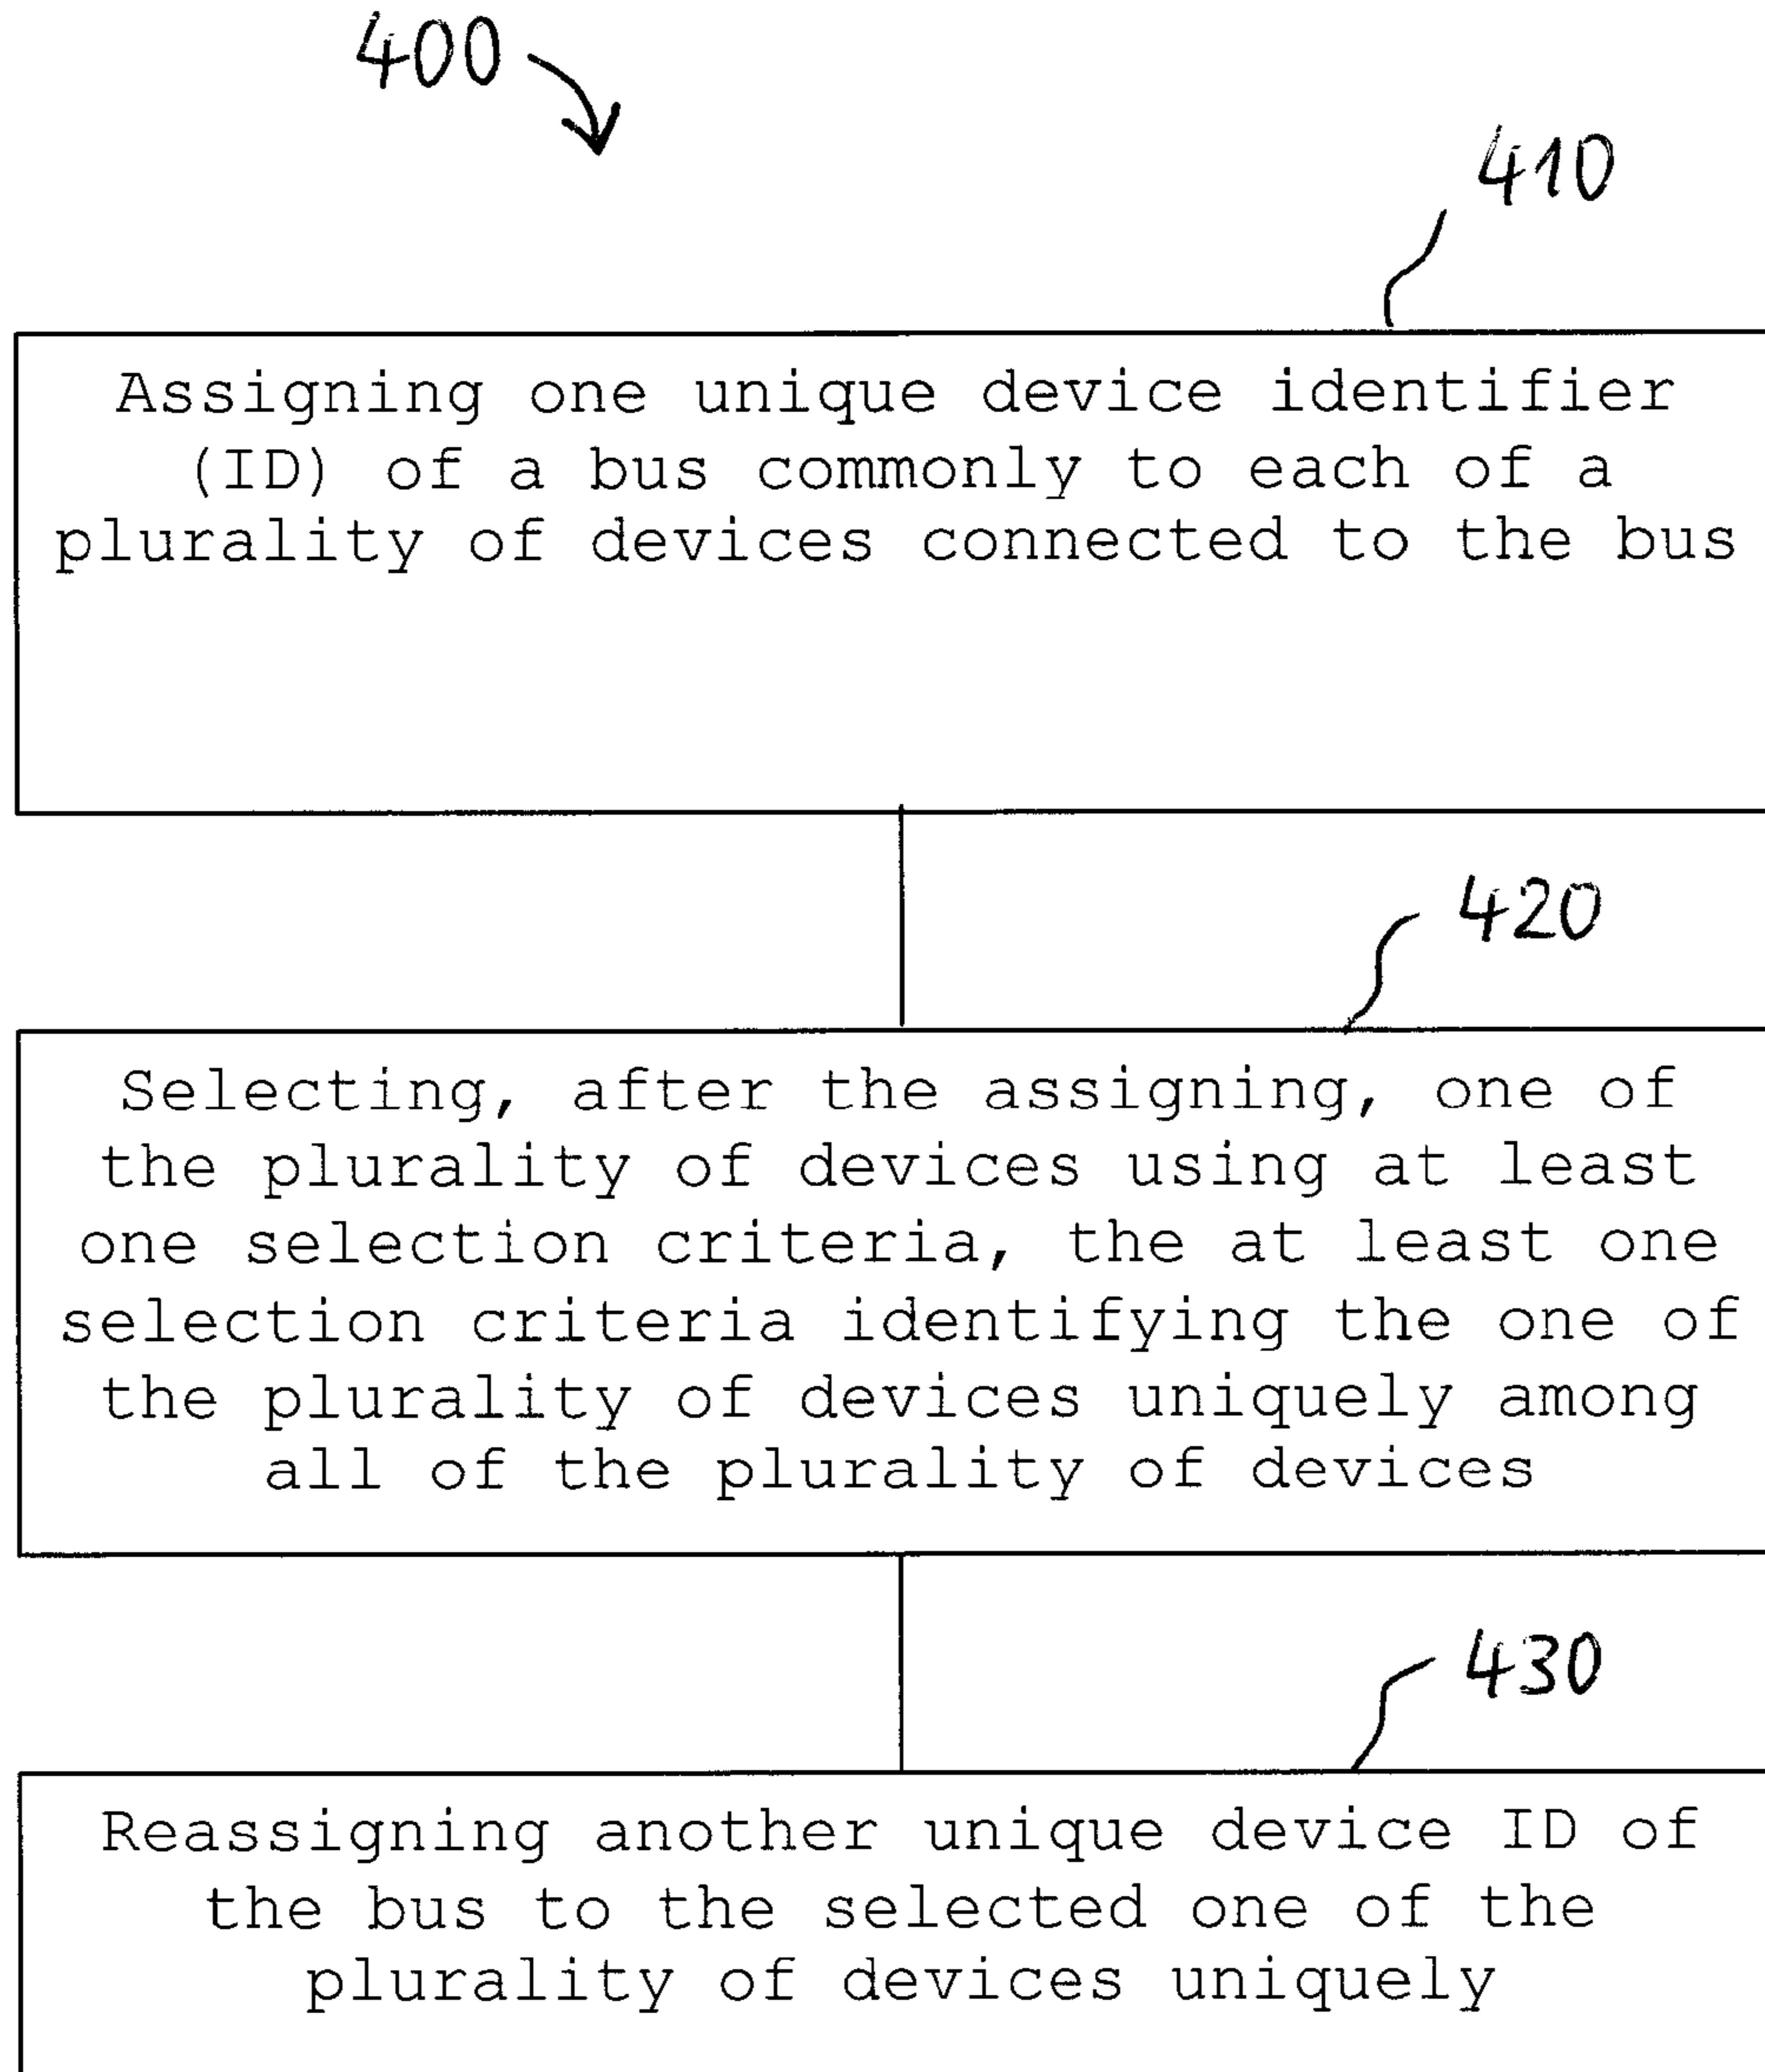 400
410
Assigning one unique device identifier
(ID) of a bus commonly to each of a
plurality of devices connected to the bus
420
Selecting, after the assigning, one of
the plurality of devices using at least
one selection criteria, the at least one
selection criteria identifying the one of
the plurality of devices uniquely among
all of the plurality of devices
430
Reassigning another unique device ID of
the bus to the selected one of the
plurality of devices uniquely